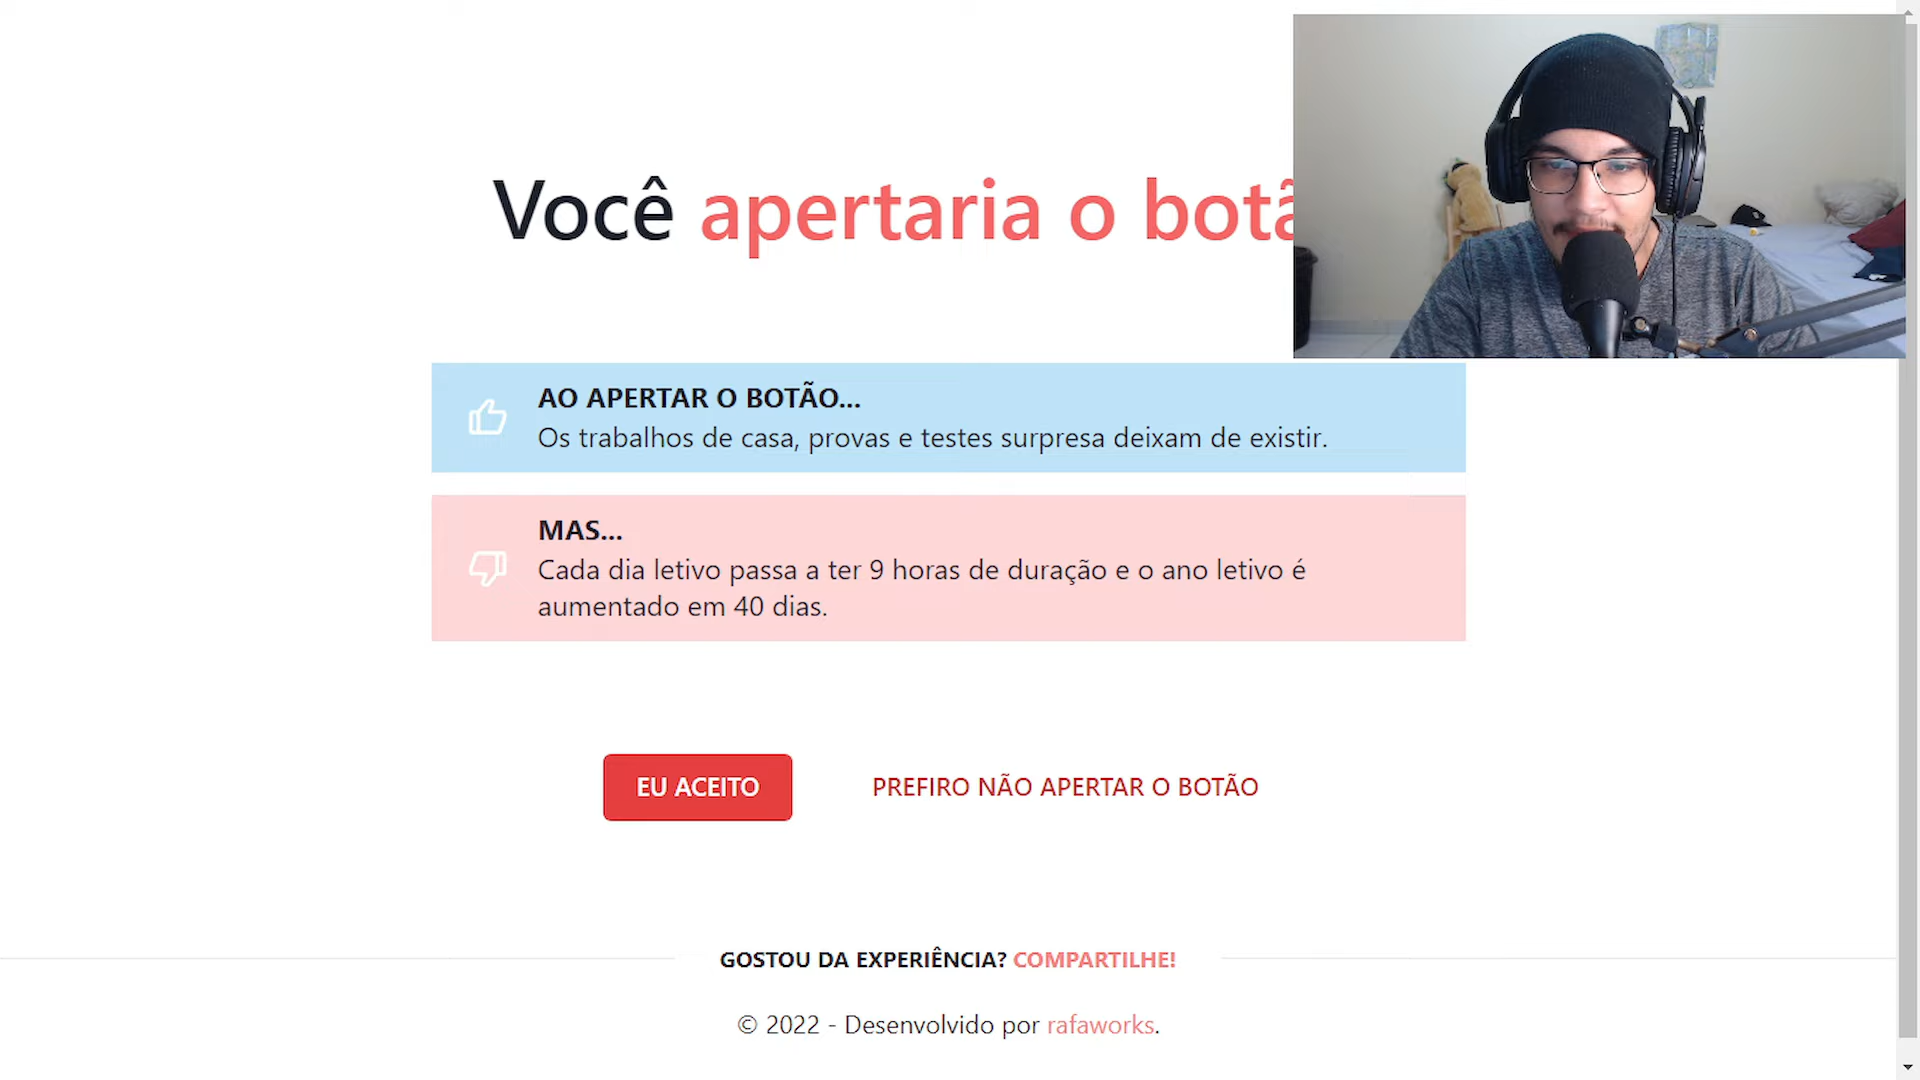 Você apertaria o
AO APERTAR O BOTÃO...
Os trabalhos de casa, provas e testes surpresa deixam de existir.
MAS...
Cada dia letivo passa a ter 9 horas de duração e o ano letivo é
aumentado em 40 dias.
EU ACEITO
PREFIRO NÃO APERTAR O BOTÃO
GOSTOU DA EXPERIÊNCIA? COMPARTILHE!
© 2022 - Desenvolvido por rafaworks.